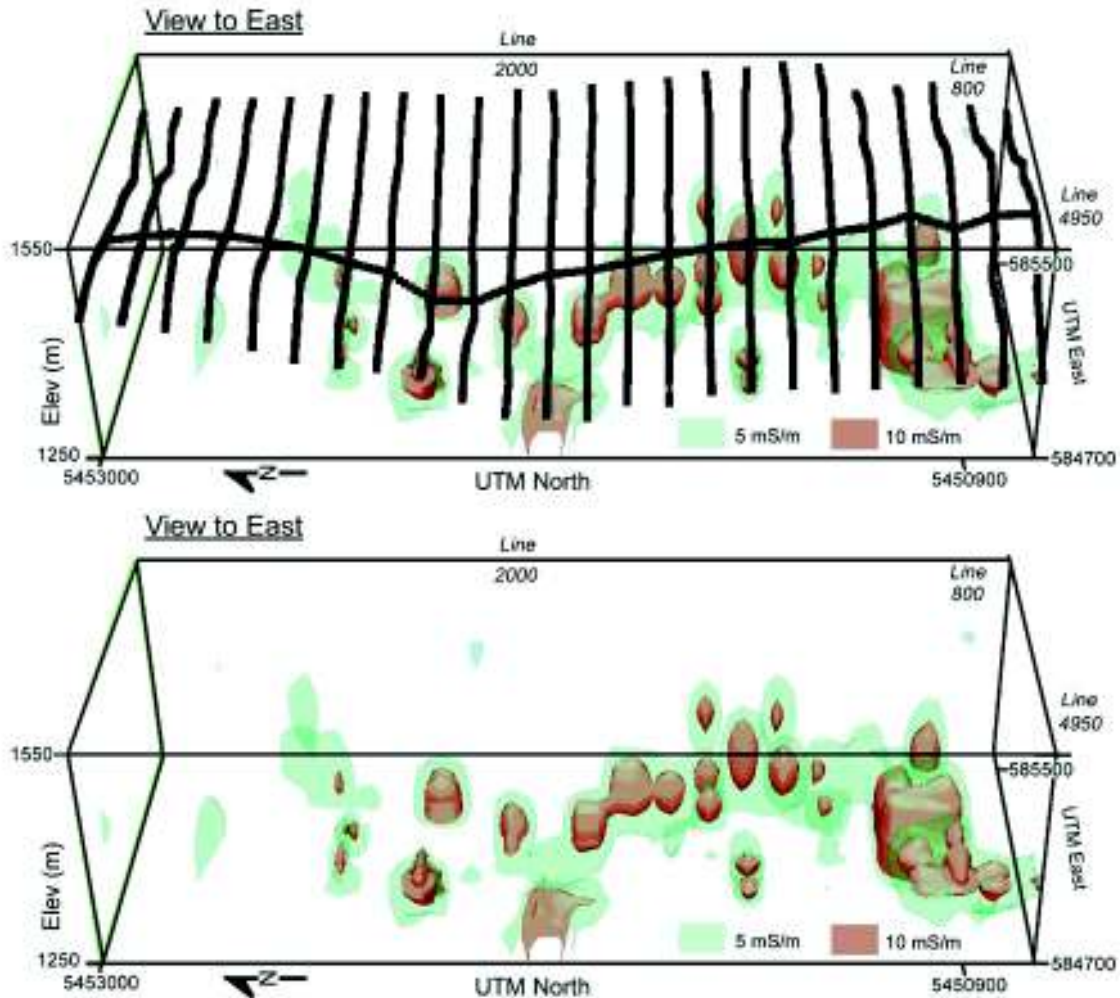 View to East
Line
2000
Line
800
Line
4950
1550
585500
Elev (m)
UTM East
5 mS/m
10 mS/m
1250
584700
5453000
N
UTM North
5450900
View to East
Line
2000
Line
800
Line
4950
1550
585500
Elev (m)
UTM East
5 mS/m
10 mS/m
1250
584700
5453000
N
UTM North
5450900